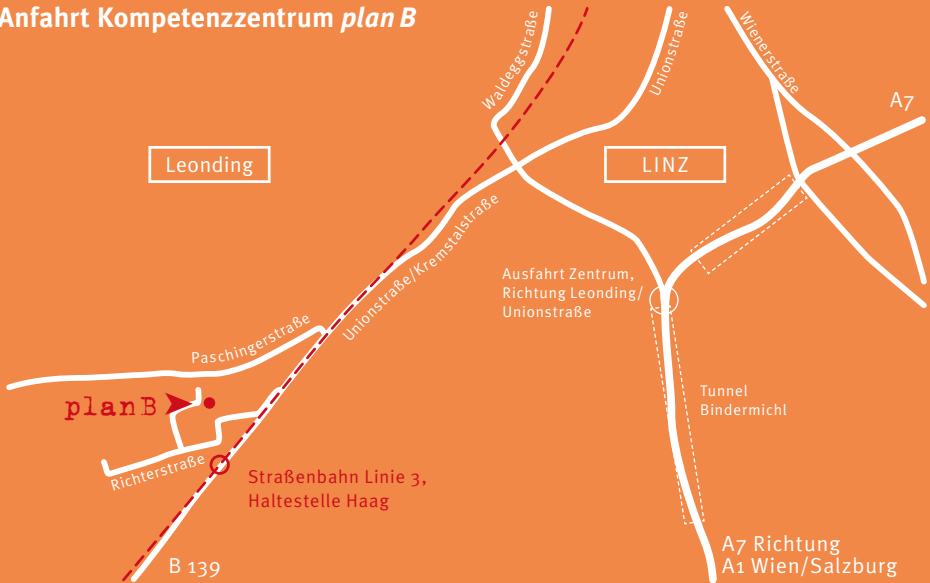 Anfahrt Kompetenzzentrum plan B
Waldeggstraße
Unionstraße
Wienerstraße
A7
Leonding
LINZ
Unionstraße/Kremstalstraße
Ausfahrt Zentrum,
Richtung Leonding/
Unionstraße
Paschingerstraße
planB
Tunnel
Bindermichl
Richterstraße
Straßenbahn Linie 3,
Haltestelle Haag
B 139
A7 Richtung
A1 Wien/Salzburg